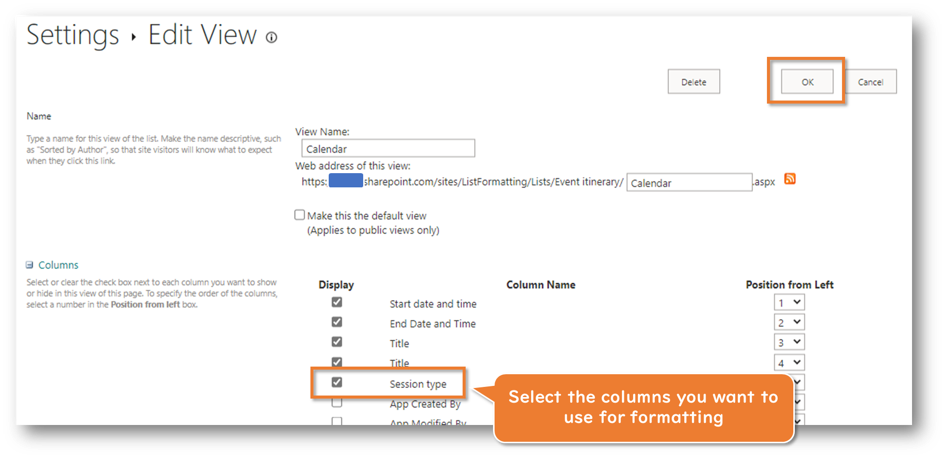 Settings ▸ Edit View
Delete
OK
Cancel
Name
Type a name for this view of the list. Make the name descriptive, such
as "Sorted by Author", so that site visitors will know what to expect
when they click this link.
View Name:
Calendar
Web address of this view:
https: sharepoint.com/sites/ListFormatting/Lists/Event itinerary/ Calendar .aspx
Make this the default view
(Applies to public views only)
Columns
Select or clear the check box next to each column you want to show
or hide in this view of this page. To specify the order of the columns,
select a number in the Position from left box.
Display Column Name Position from Left
Start date and time 1
End Date and Time 2
Title 3
Title 4
Session type
App Created By
App Modified By
Select the columns you want to
use for formatting